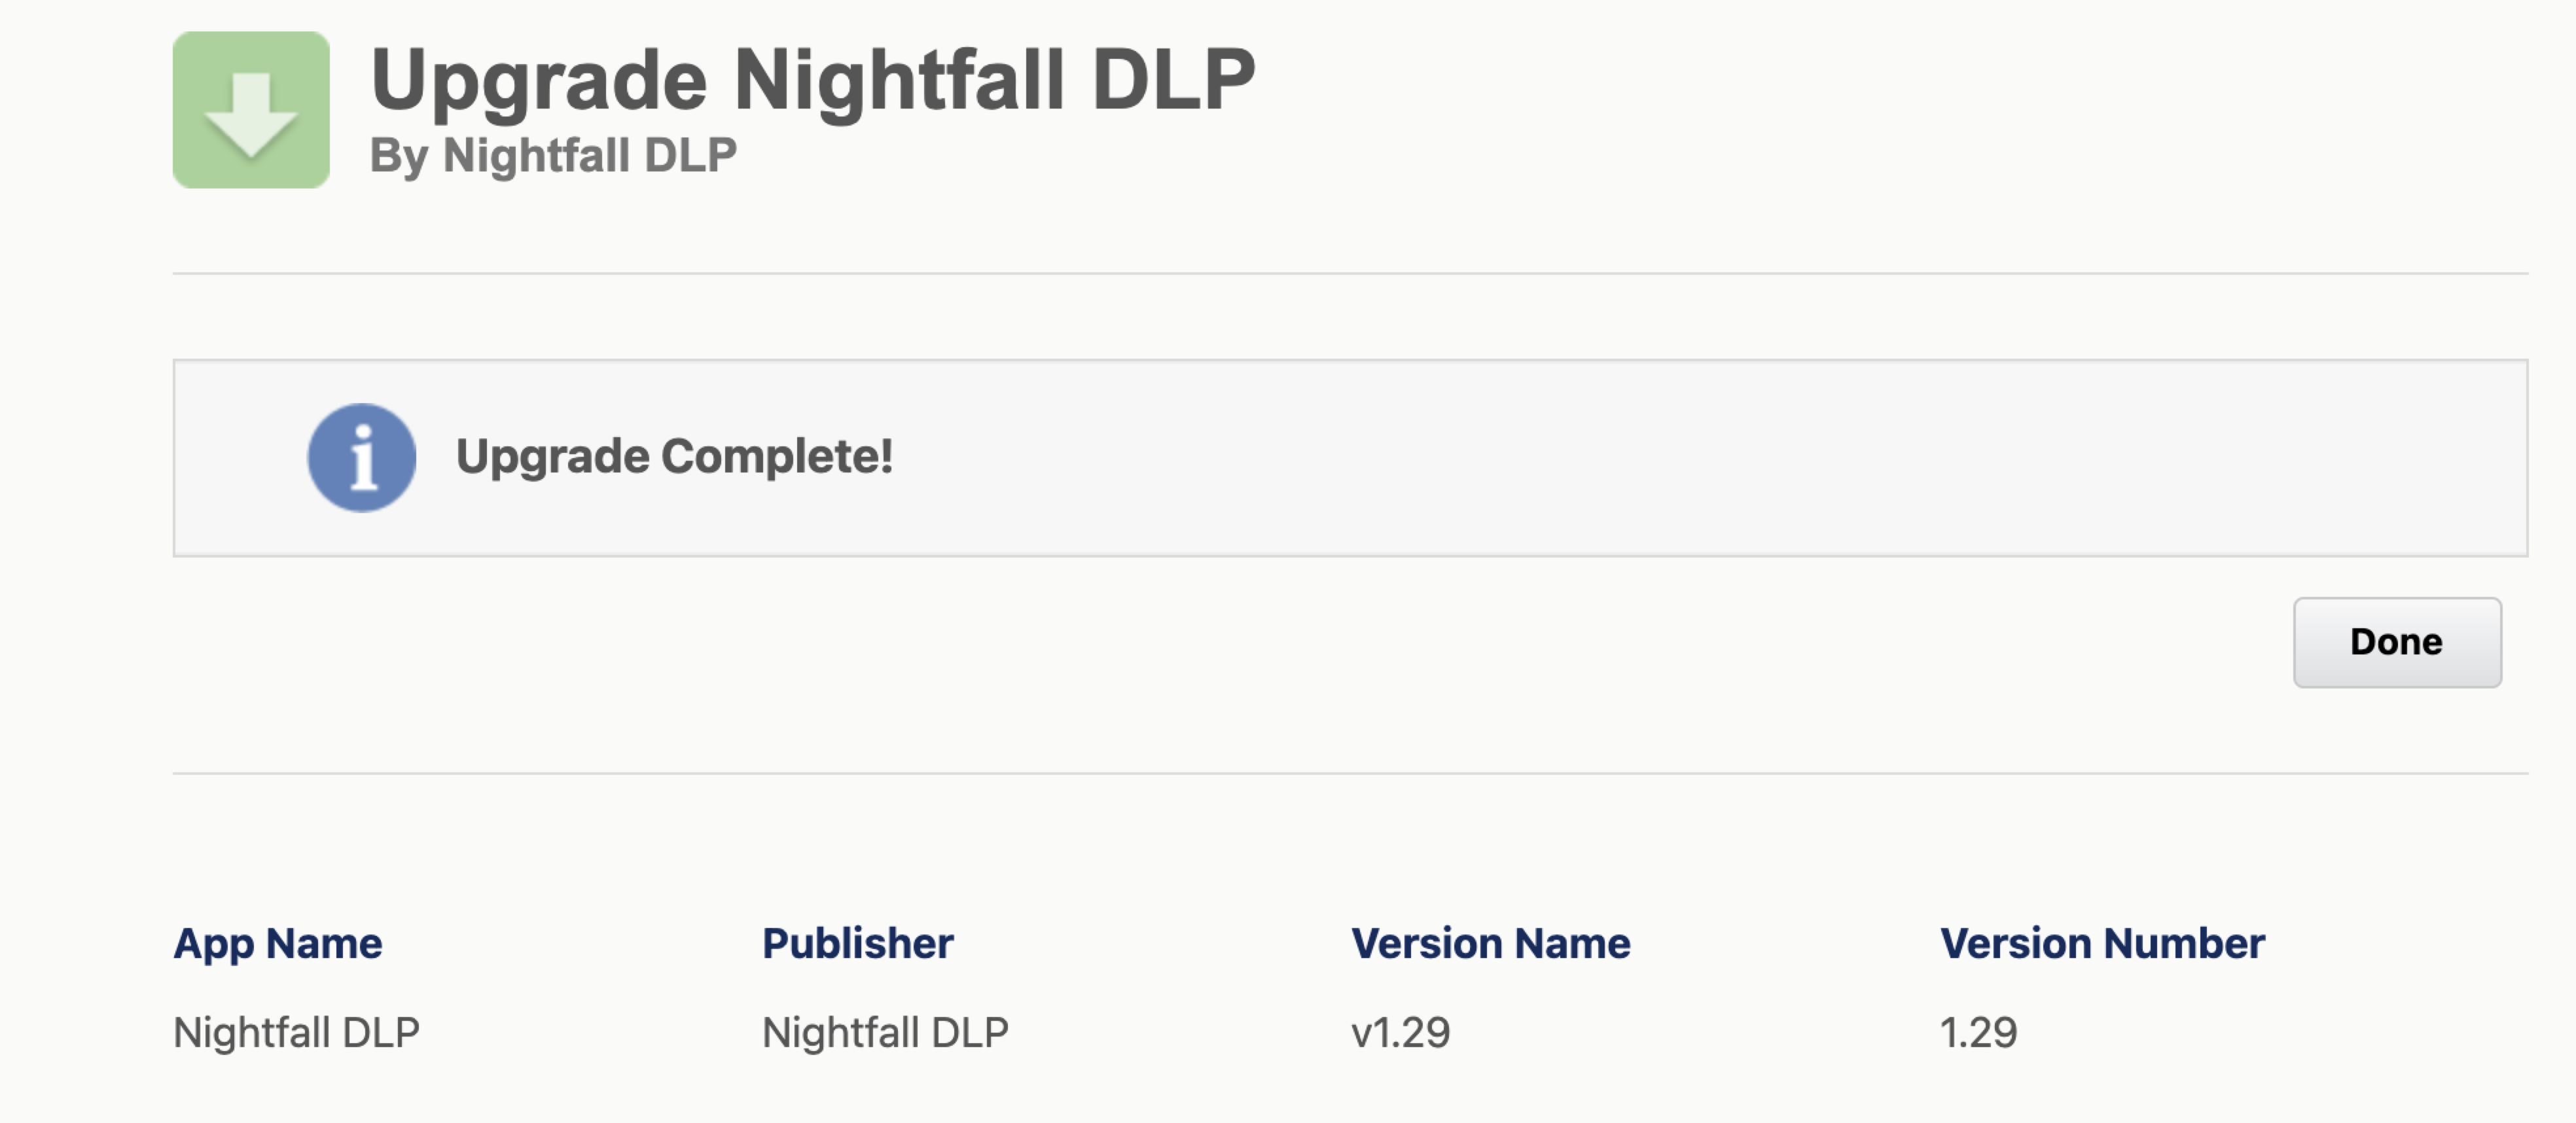 Upgrade Nightfall DLP
By Nightfall DLP
Upgrade Complete!
Done
App Name Publisher Version Name Version Number
Nightfall DLP Nightfall DLP v1.29 1.29